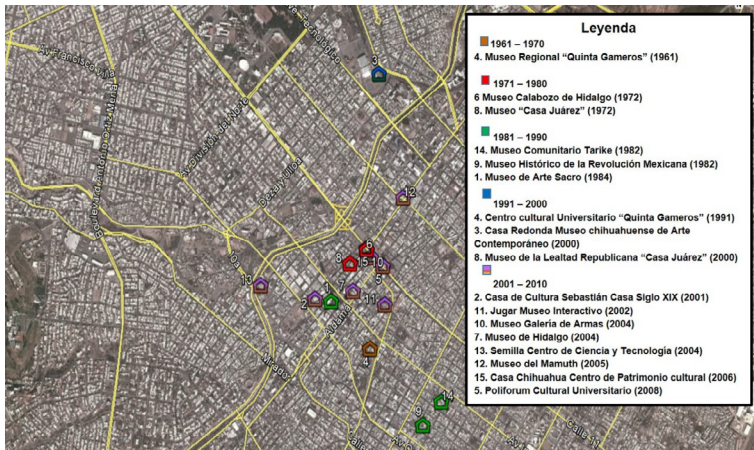 Leyenda
1961 – 1970
4. Museo Regional “Quinta Gameros” (1961)
1971 – 1980
6 Museo Calabozo de Hidalgo (1972)
8. Museo “Casa Juárez” (1972)
1981 – 1990
14. Museo Comunitario Tarike (1982)
9. Museo Histórico de la Revolución Mexicana (1982)
1. Museo de Arte Sacro (1984)
1991 – 2000
4. Centro cultural Universitario “Quinta Gameros” (1991)
3. Casa Redonda Museo chihuahuense de Arte
Contemporáneo (2000)
8. Museo de la Lealtad Republicana “Casa Juárez” (2000)
2001 – 2010
2. Casa de Cultura Sebastián Casa Siglo XIX (2001)
11. Jugar Museo Interactivo (2002)
10. Museo Galería de Armas (2004)
7. Museo de Hidalgo (2004)
13. Semilla Centro de Ciencia y Tecnología (2004)
12. Museo del Mamuth (2005)
15. Casa Chihuahua Centro de Patrimonio cultural (2006)
5. Poliforum Cultural Universitario (2008)
Av Francisco Villa
3
12
6
8
15
10
5
13
7
2
1
11
Aldama
Mirador
4
14
9
Calle 11